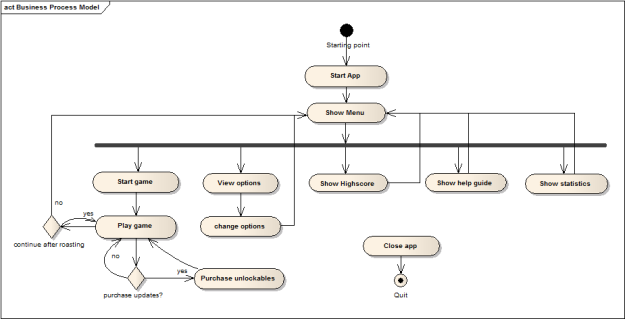 act Business Process Model
Starting point
Start App
Show Menu
Start game
View options
Show Highscore
Show help guide
Show statistics
no
yes
Play game
change options
continue after roasting
no
yes
Purchase unlockables
purchase updates?
Close app
Quit